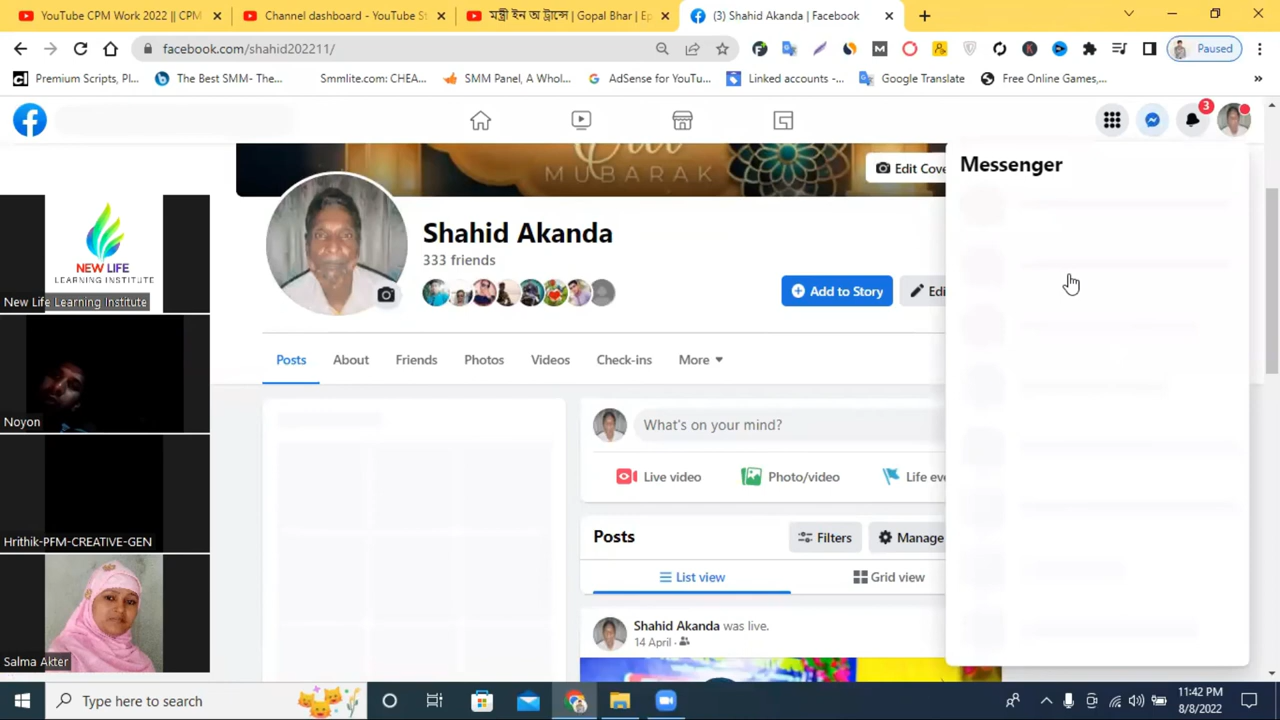 YouTube CPM Work 2022 || CPM
Channel dashboard - YouTube St
মন্ত্রী ইন অ ট্রান্সে | Gopal Bhar | Ep
(3) Shahid Akanda | Facebook
facebook.com/shahid202211/
Paused
Premium Scripts, Pl...
The Best SMM- The...
Smmlite.com: CHEA...
SMM Panel, A Whol...
AdSense for YouTu...
Linked accounts -...
Google Translate
Free Online Games,...
»
3
MUBARAK
Edit Cove
Messenger
Shahid Akanda
333 friends
Add to Story
Edi
Posts
About
Friends
Photos
Videos
Check-ins
More
What's on your mind?
Live video
Photo/video
Life eve
Posts
Filters
Manage
List view
Grid view
Shahid Akanda was live.
14 April ·
NEW LIFE
LEARNING INSTITUTE
New Life Learning Institute
Noyon
Hrithik-PFM-CREATIVE-GEN
Salma Akter
Type here to search
11:42 PM
8/8/2022